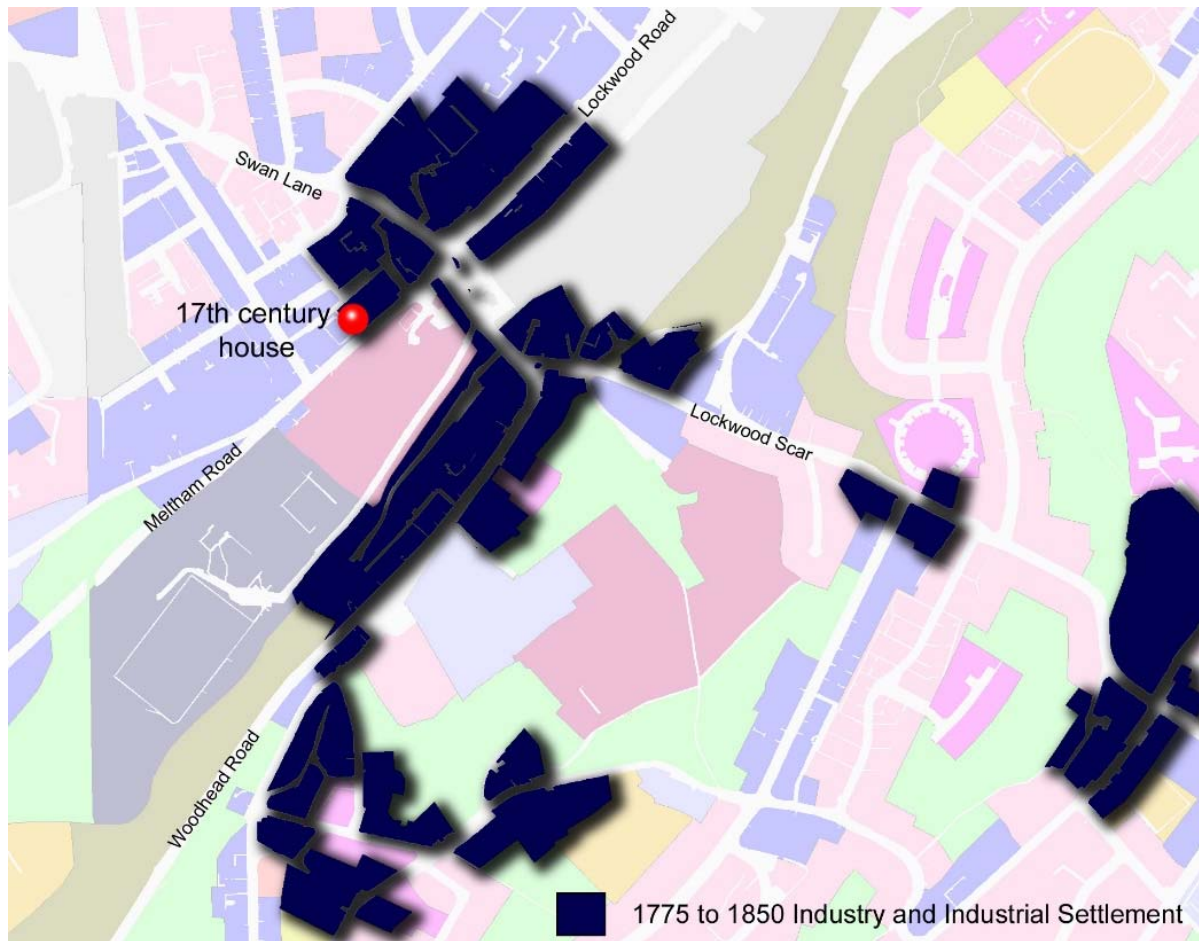 Lockwood Road
Swan Lane
17th century
house
Lockwood Scar
Meltham Road
Woodhead Road
1775 to 1850 Industry and Industrial Settlement